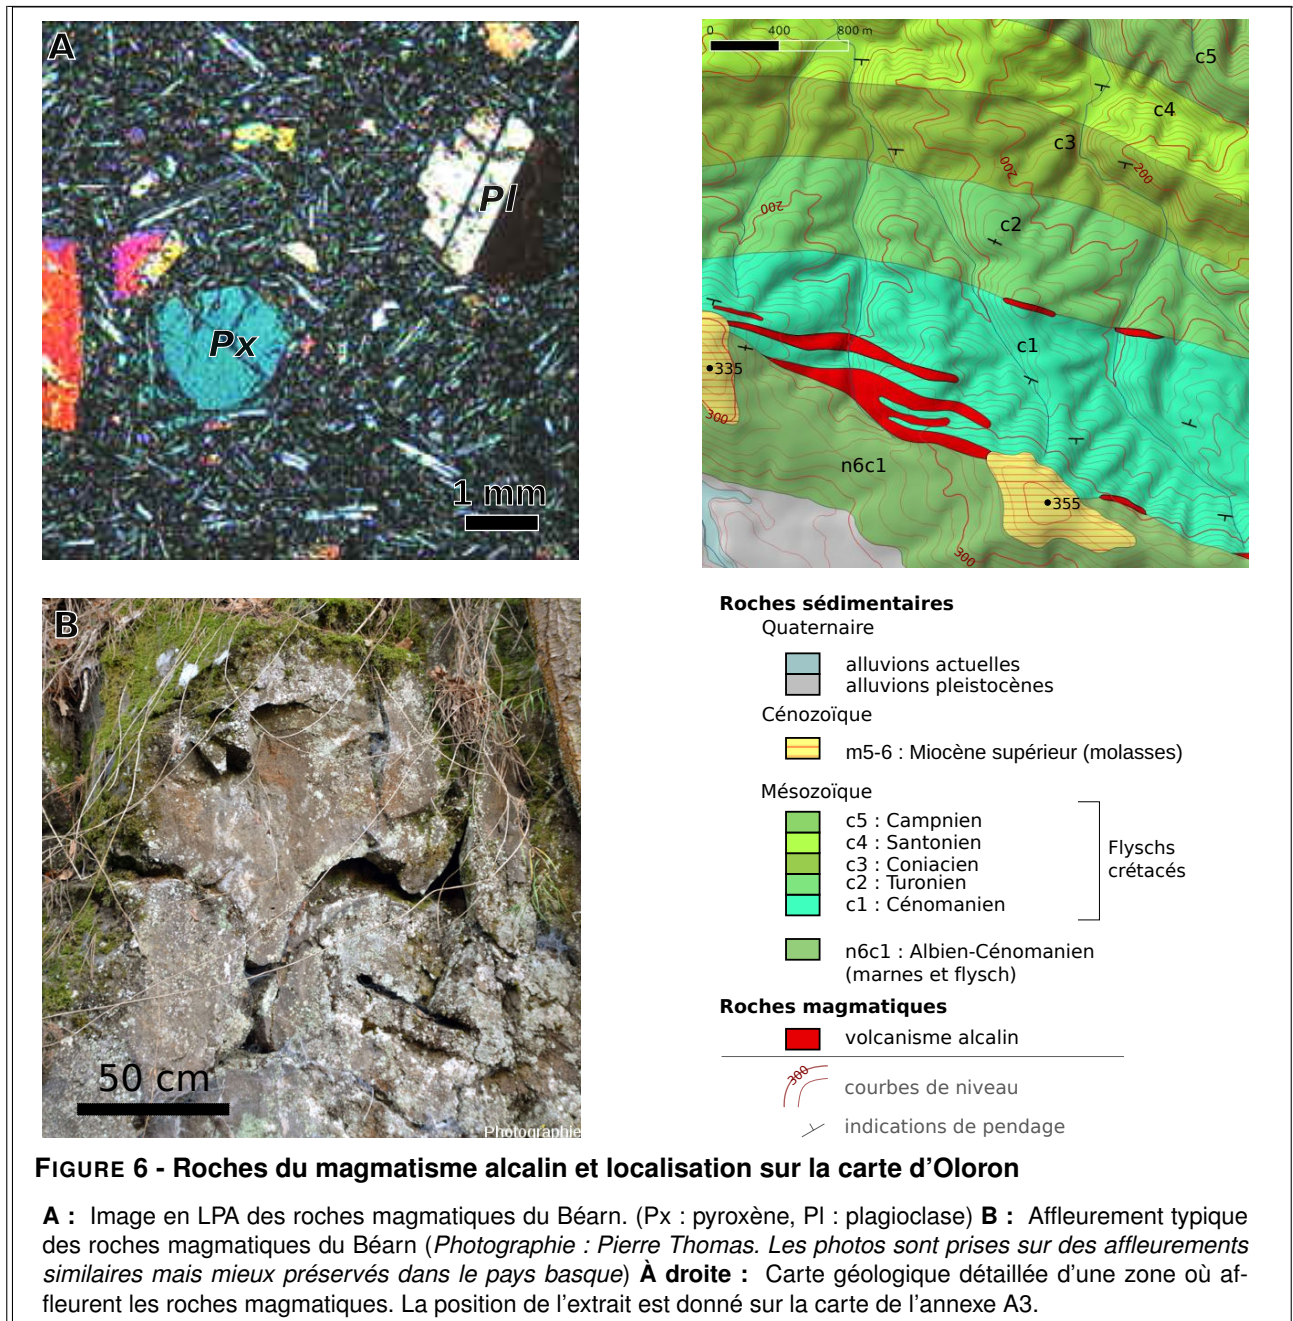 A
Pl
Px
1 mm
0 400 800 m
c5
c4
c3
200
200
c2
200
c1
335
300
n6c1
355
300
B
50 cm
Photographie
Roches sédimentaires
Quaternaire
alluvions actuelles
alluvions pleistocènes
Cénozoïque
m5-6 : Miocène supérieur (molasses)
Mésozoïque
c5 : Campnien
c4 : Santonien
c3 : Coniacien
c2 : Turonien
c1 : Cénomanien
Flyschs
crétacés
n6c1 : Albien-Cénomanien
(marnes et flysch)
Roches magmatiques
volcanisme alcalin
300
courbes de niveau
indications de pendage
FIGURE 6 - Roches du magmatisme alcalin et localisation sur la carte d'Oloron
A : Image en LPA des roches magmatiques du Béarn. (Px : pyroxène, Pl : plagioclase) B : Affleurement typique
des roches magmatiques du Béarn (Photographie : Pierre Thomas. Les photos sont prises sur des affleurements
similaires mais mieux préservés dans le pays basque) À droite : Carte géologique détaillée d'une zone où af-
fleurent les roches magmatiques. La position de l'extrait est donné sur la carte de l'annexe A3.